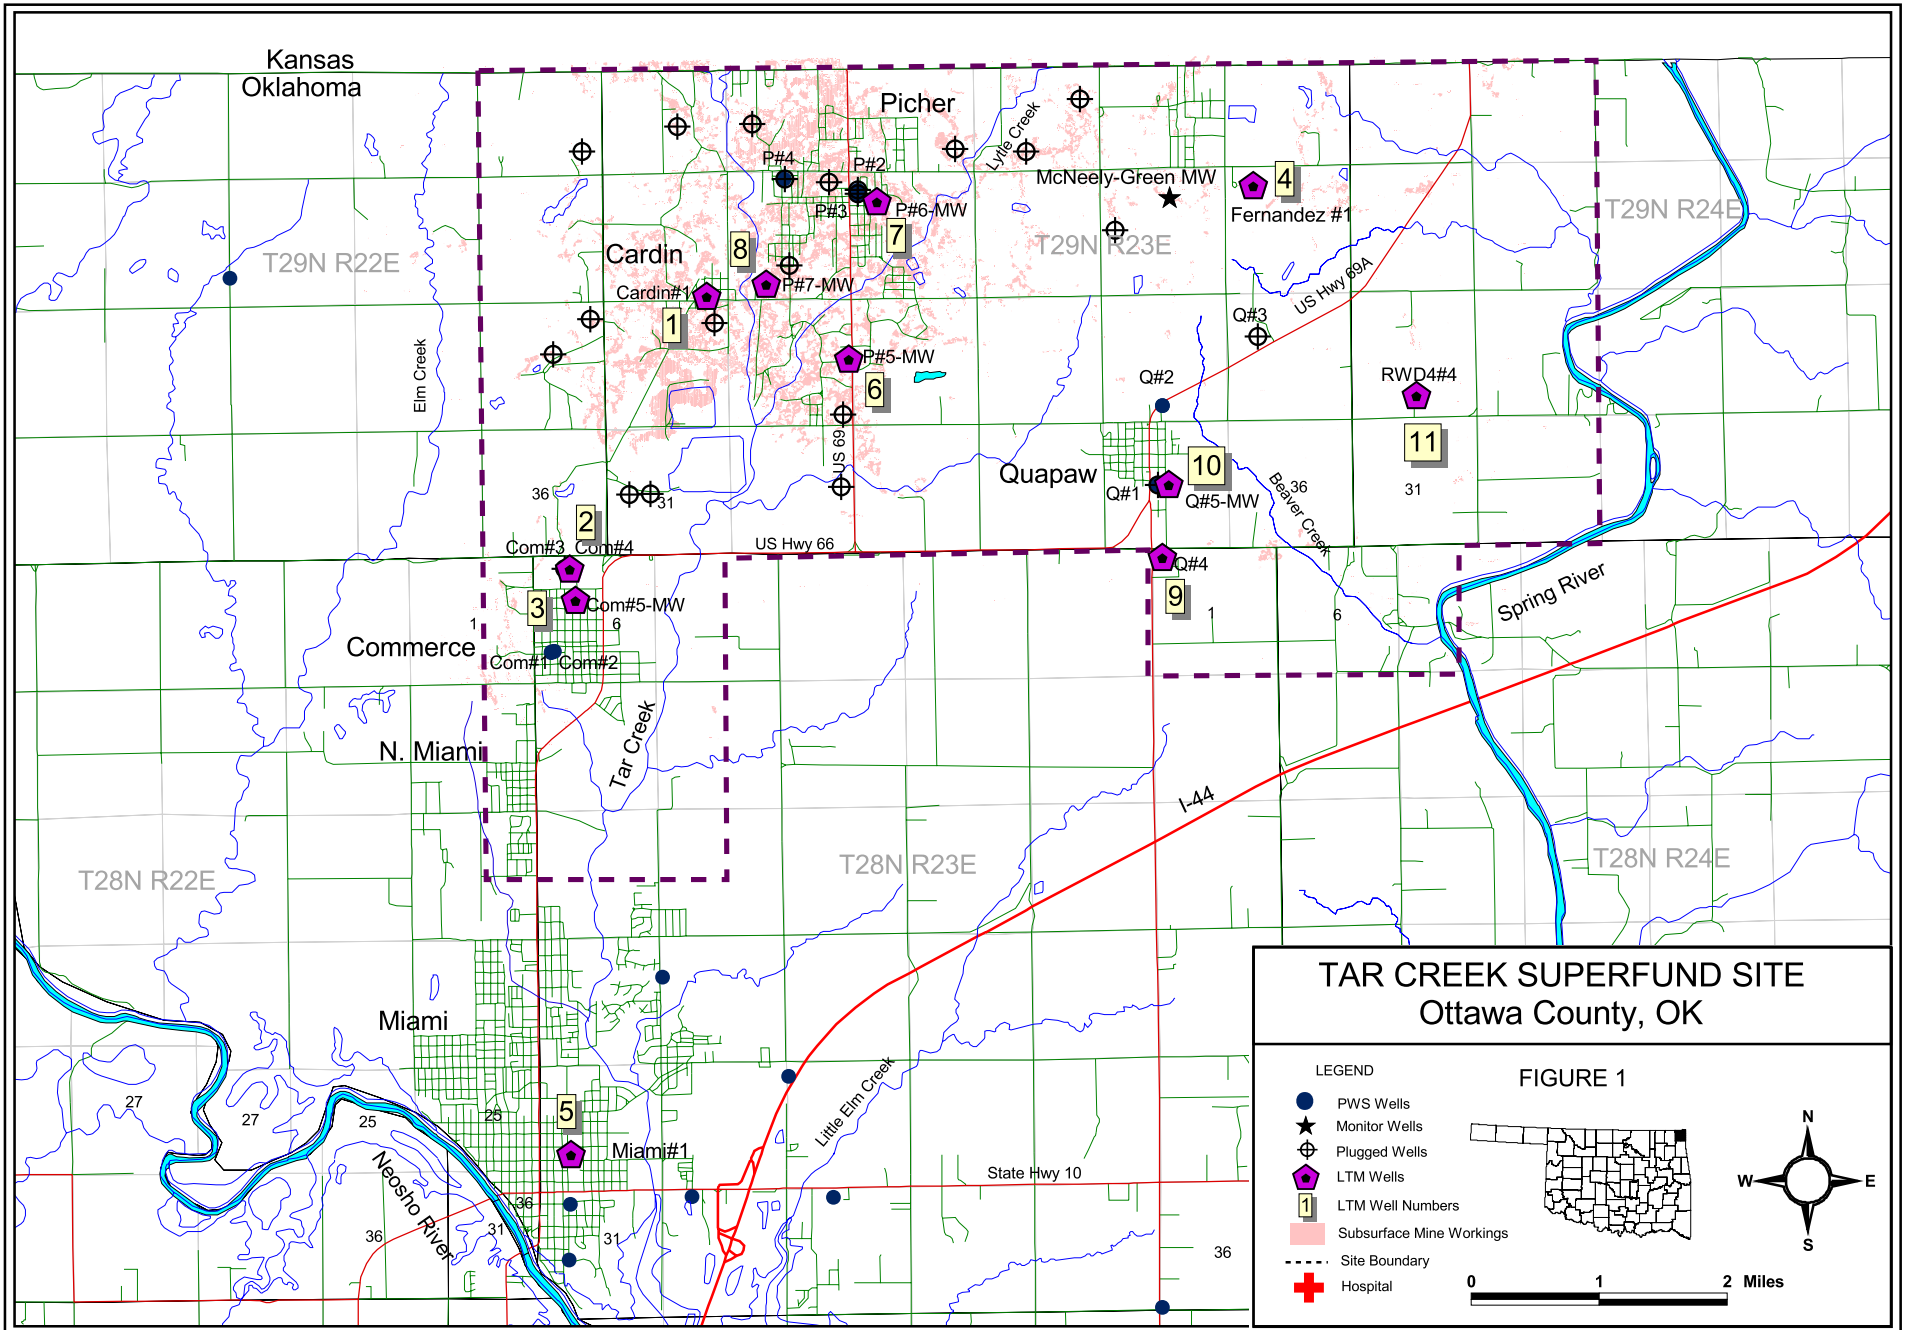 Kansas
Oklahoma
Picher
Lytle Creek
P#4
P#2
McNeely-Green MW
4
P#3
P#6-MW
Fernandez #1
T29N R24E
7
8
Cardin
T29N R23E
T29N R22E
US Hwy 69A
P#7-MW
Cardin#1
1
Q#3
Elm Creek
P#5-MW
6
Q#2
RWD4#4
US 69
11
Quapaw
10
36
31
Q#1
Q#5-MW
36
31
Beaver Creek
2
US Hwy 66
Com#3
Com#4
Q#4
Spring River
3
Com#5-MW
9
1
6
1
6
Commerce
Com#1
Com#2
Tar Creek
N. Miami
I-44
T28N R22E
T28N R23E
T28N R24E
Miami
27
27
25
25
5
Little Elm Creek
Miami#1
Neosho River
State Hwy 10
36
31
36
31
36
TAR CREEK SUPERFUND SITE
Ottawa County, OK
LEGEND
FIGURE 1
PWS Wells
Monitor Wells
Plugged Wells
LTM Wells
1
LTM Well Numbers
Subsurface Mine Workings
Site Boundary
Hospital
N
W
E
S
0 1 2 Miles